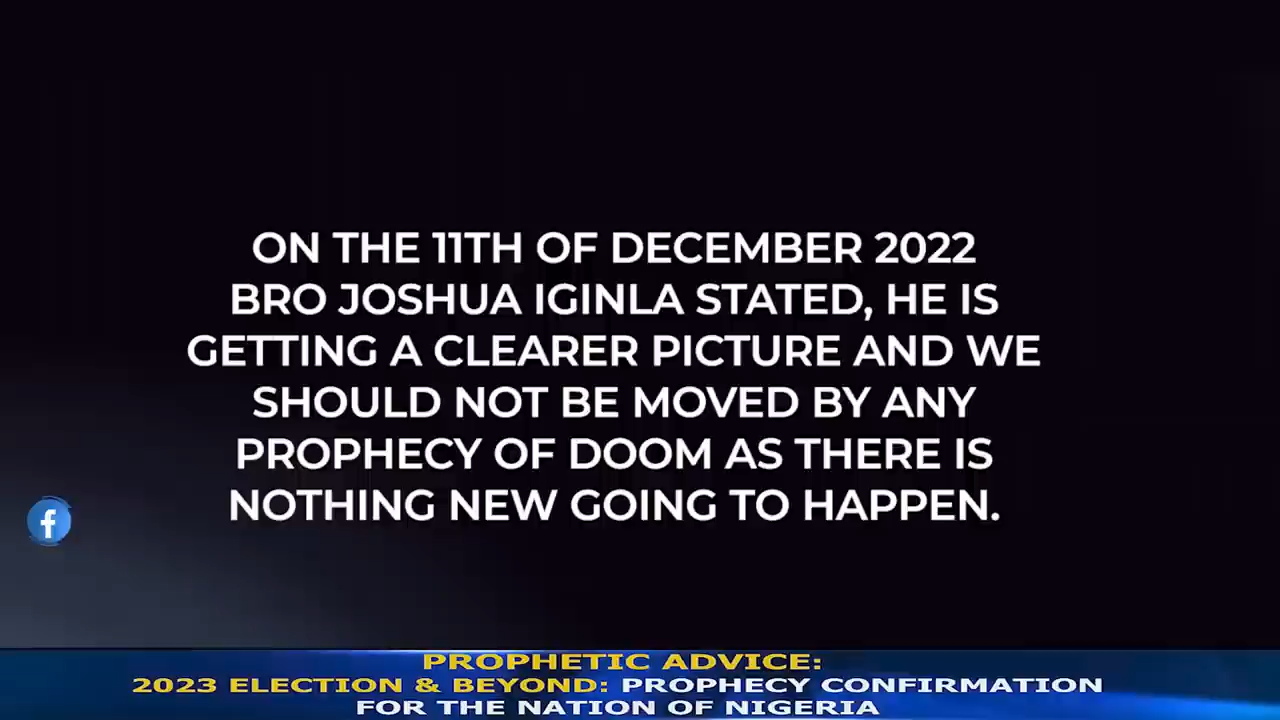 ON THE 11TH OF DECEMBER 2022
BRO JOSHUA IGINLA STATED, HE IS
GETTING A CLEARER PICTURE AND WE
SHOULD NOT BE MOVED BY ANY
PROPHECY OF DOOM AS THERE IS
NOTHING NEW GOING TO HAPPEN.
f
PROPHETIC ADVICE:
2023 ELECTION & BEYOND: PROPHECY CONFIRMATION
FOR THE NATION OF NIGERIA